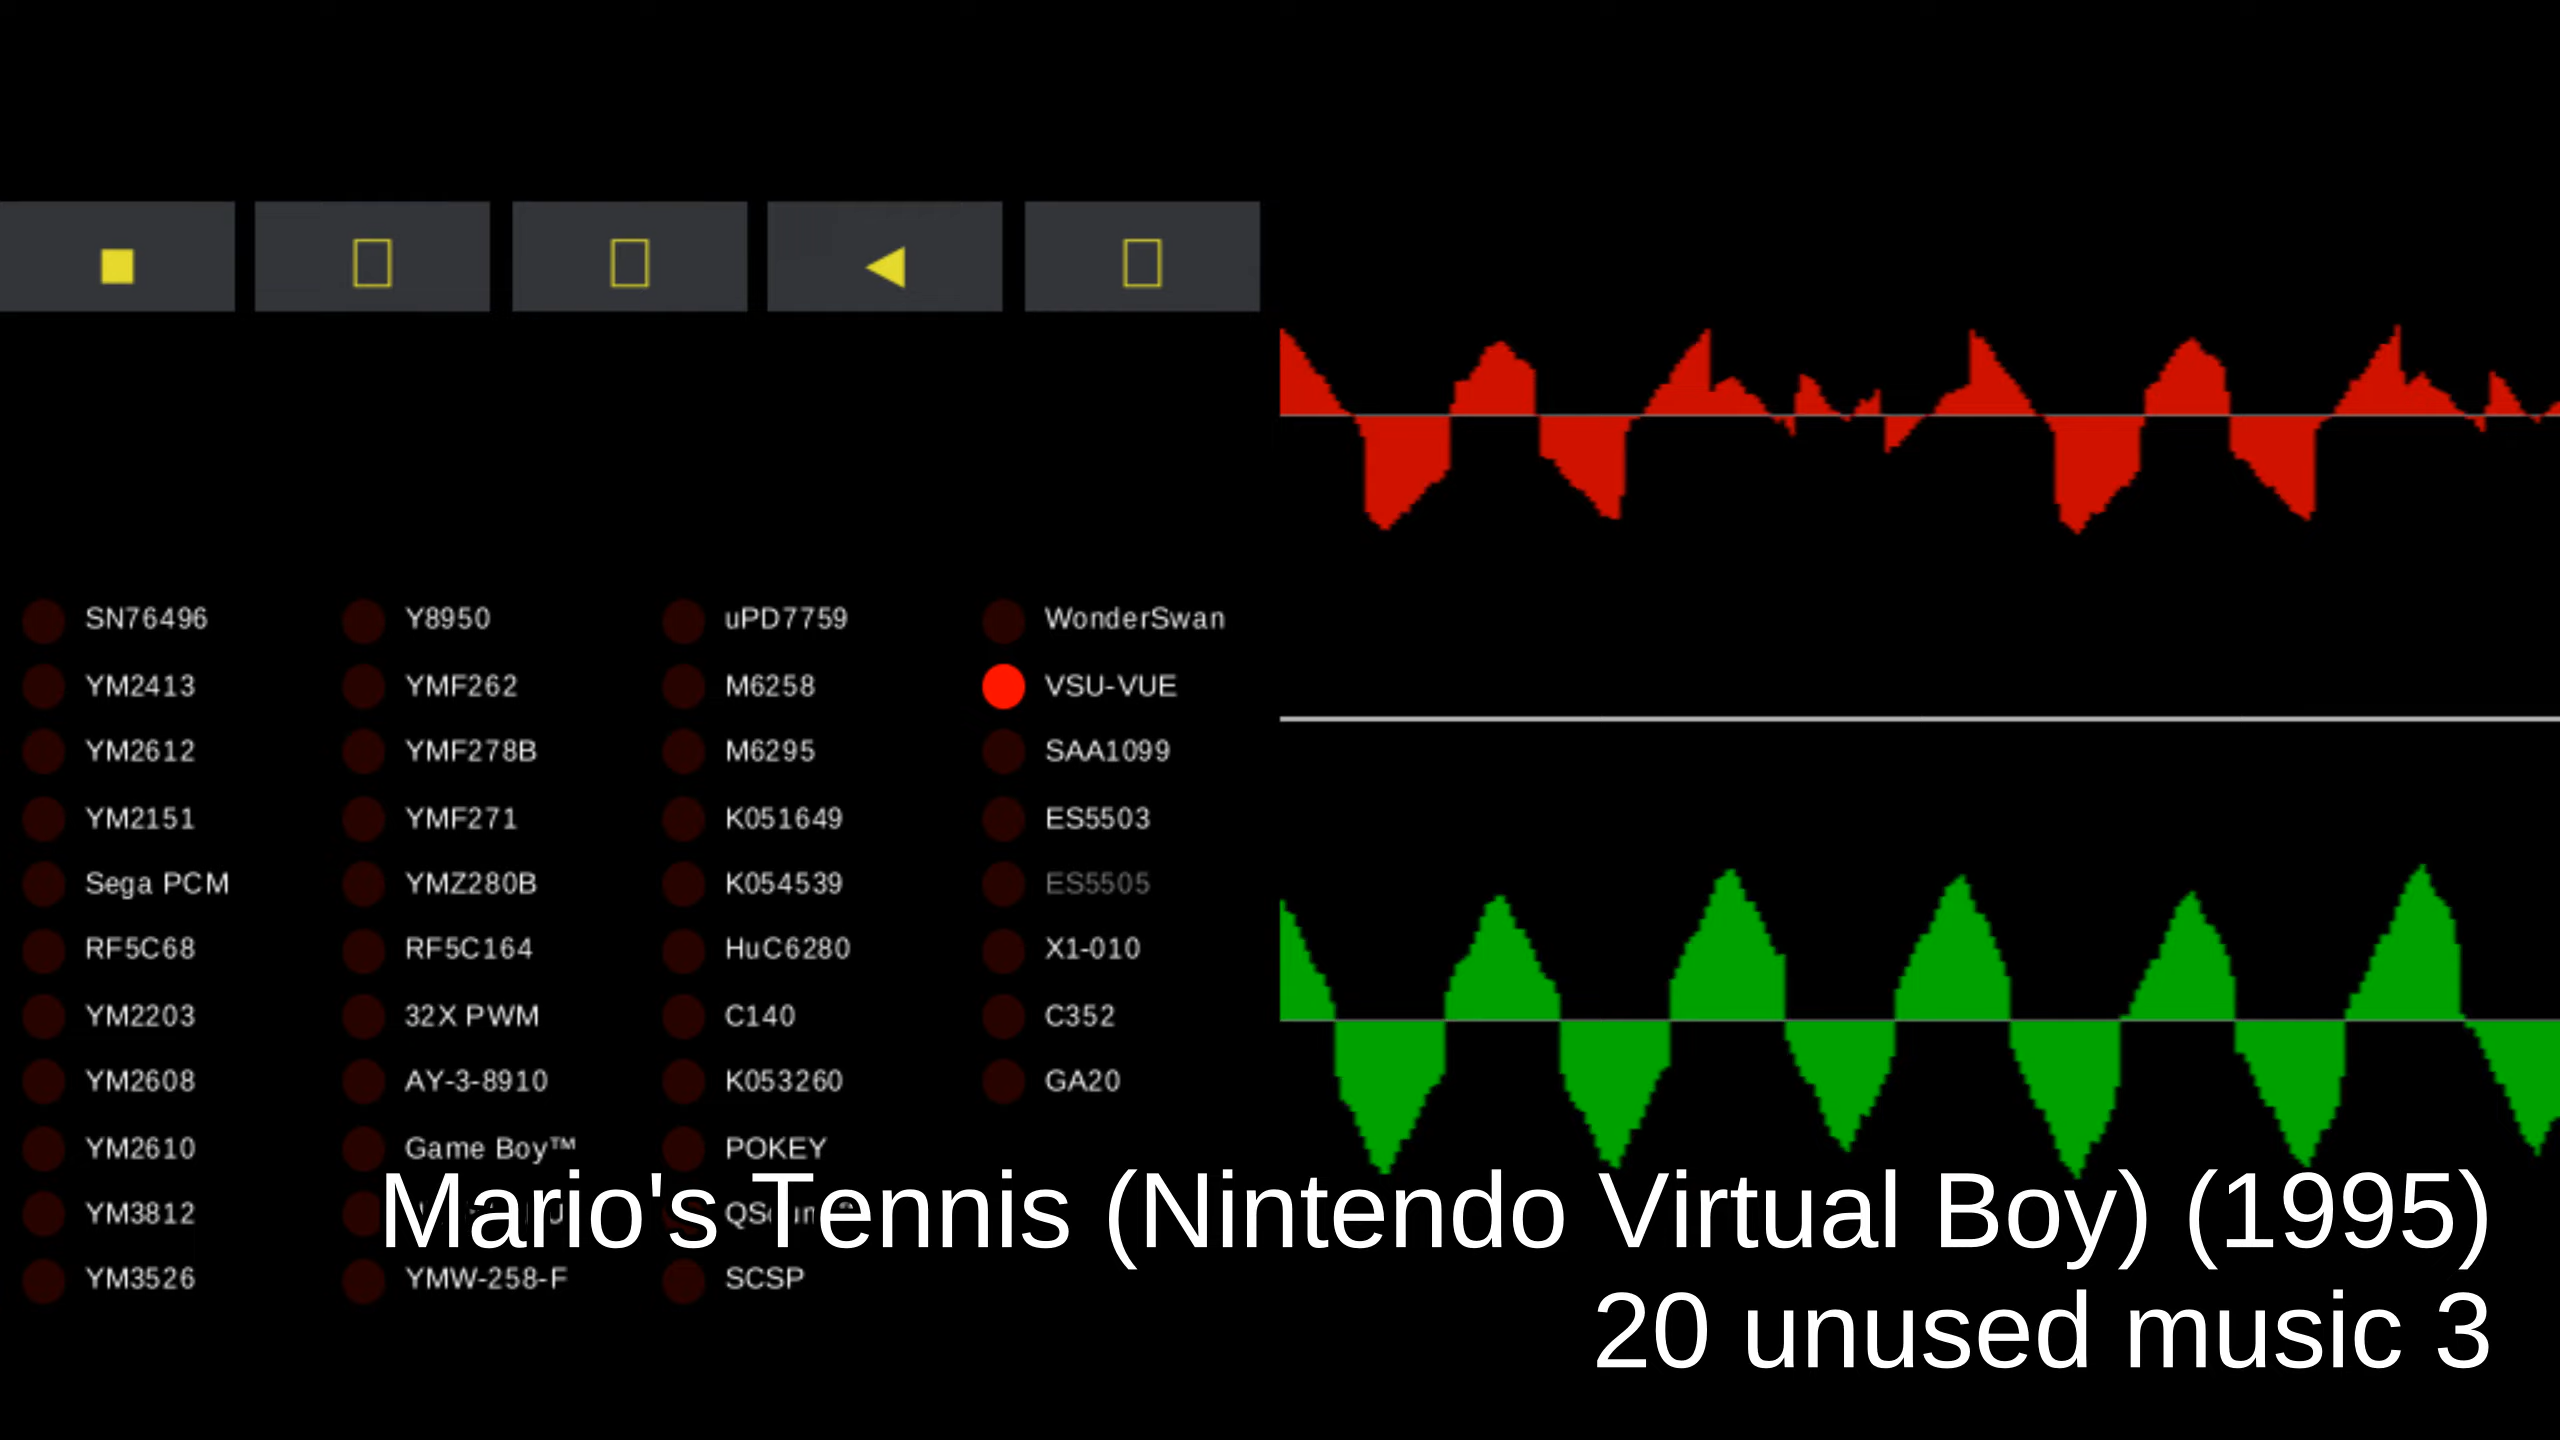 SN76496
YM2413
YM2612
YM2151
Sega PCM
RF5C68
YM2203
YM2608
YM2610
YM3812
YM3526
Y8950
YMF262
YMF278B
YMF271
YMZ280B
RF5C164
32X PWM
AY-3-8910
Game Boy™
YMW-258-F
uPD7759
M6258
M6295
K051649
K054539
HuC6280
C140
K053260
POKEY
SCSP
WonderSwan
VSU-VUE
SAA1099
ES5503
ES5505
X1-010
C352
GA20
Mario's Tennis (Nintendo Virtual Boy) (1995)
20 unused music 3